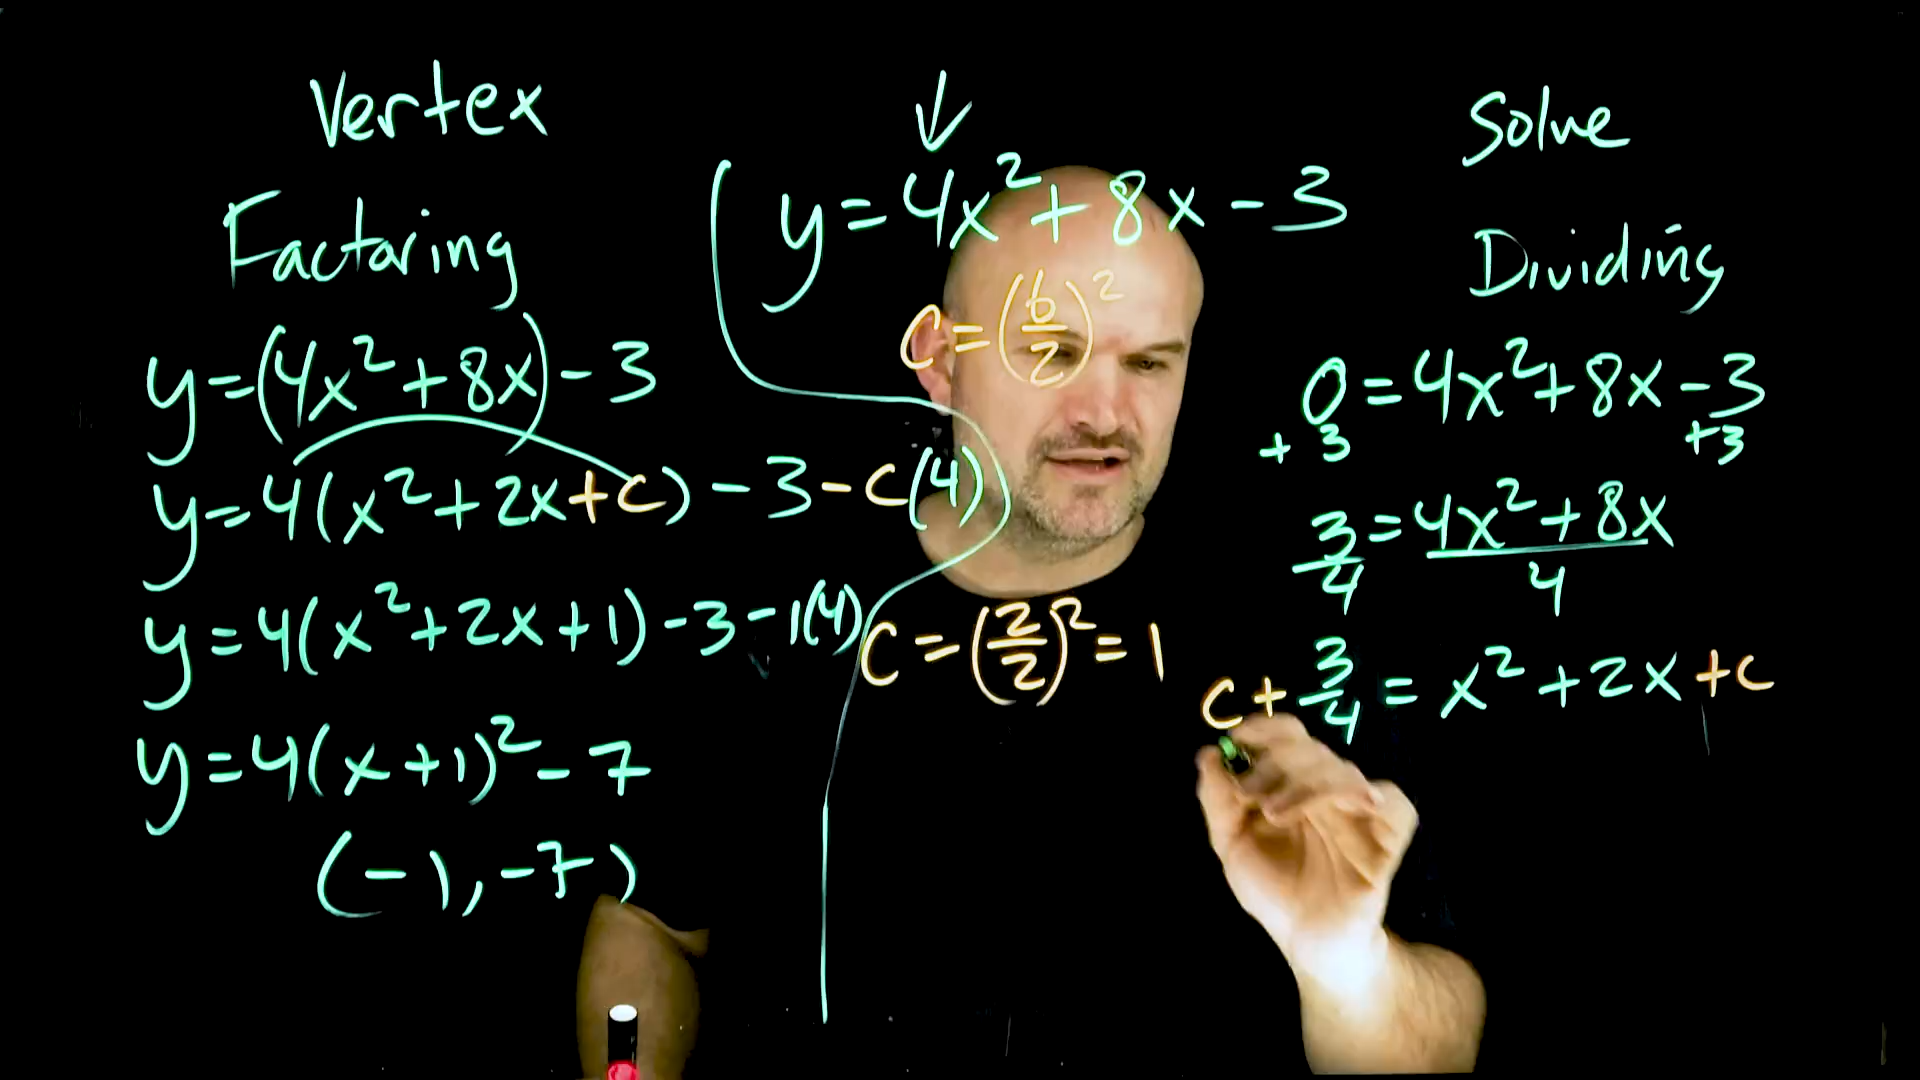 Vertex
Factoring
y=(4x²+8x)-3
y=4(x²+2x+c)-3-c(4)
y=4(x²+2x+1)-3-1(4)
y=4(x+1)²-7
(-1,-7)
↓
y=4x²+8x-3
c=(b/2)²
c=(2/2)²=1
Solve
Dividing
0=4x²+8x-3
+3 +3
3/4=4x²+8x/4
c+3/4=x²+2x+c